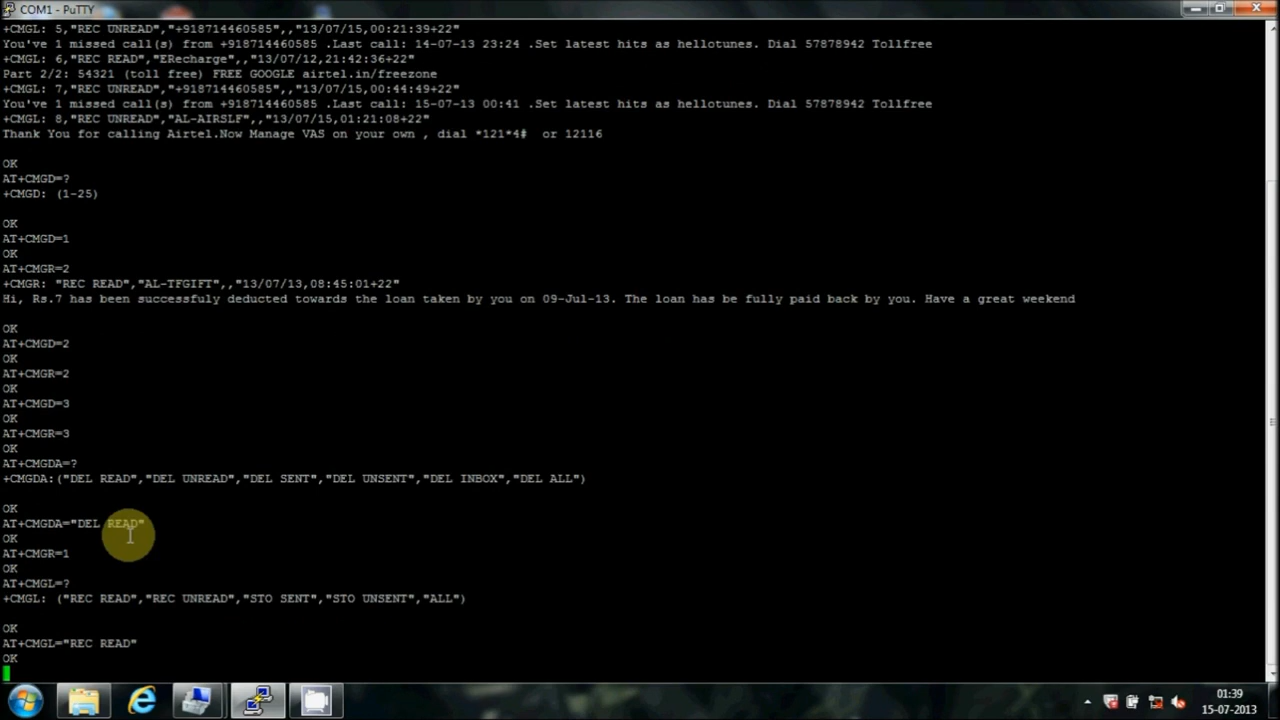 COM1 - PuTTY
+CMGL: 5,"REC UNREAD","+918714460585",,"13/07/15,00:21:39+22"
You've 1 missed call(s) from +918714460585 .Last call: 14-07-13 23:24 .Set latest hits as hellotunes. Dial 57878942 Tollfree
+CMGL: 6,"REC READ","ERecharge",,"13/07/12,21:42:36+22"
Part 2/2: 54321 (toll free) FREE GOOGLE airtel.in/freezone
+CMGL: 7,"REC UNREAD","+918714460585",,"13/07/15,00:44:49+22"
You've 1 missed call(s) from +918714460585 .Last call: 15-07-13 00:41 .Set latest hits as hellotunes. Dial 57878942 Tollfree
+CMGL: 8,"REC UNREAD","AL-AIRSLF",,"13/07/15,01:21:08+22"
Thank You for calling Airtel.Now Manage VAS on your own , dial *121*4#  or 12116
OK
AT+CMGD=?
+CMGD: (1-25)
OK
AT+CMGD=1
OK
AT+CMGR=2
+CMGR: "REC READ","AL-TFGIFT",,"13/07/13,08:45:01+22"
Hi, Rs.7 has been successfuly deducted towards the loan taken by you on 09-Jul-13. The loan has be fully paid back by you. Have a great weekend
OK
AT+CMGD=2
OK
AT+CMGR=2
OK
AT+CMGD=3
OK
AT+CMGR=3
OK
AT+CMGDA=?
+CMGDA:("DEL READ","DEL UNREAD","DEL SENT","DEL UNSENT","DEL INBOX","DEL ALL")
OK
AT+CMGDA="DEL READ"
OK
AT+CMGR=1
OK
AT+CMGL=?
+CMGL: ("REC READ","REC UNREAD","STO SENT","STO UNSENT","ALL")
OK
AT+CMGL="REC READ"
OK
01:39
15-07-2013